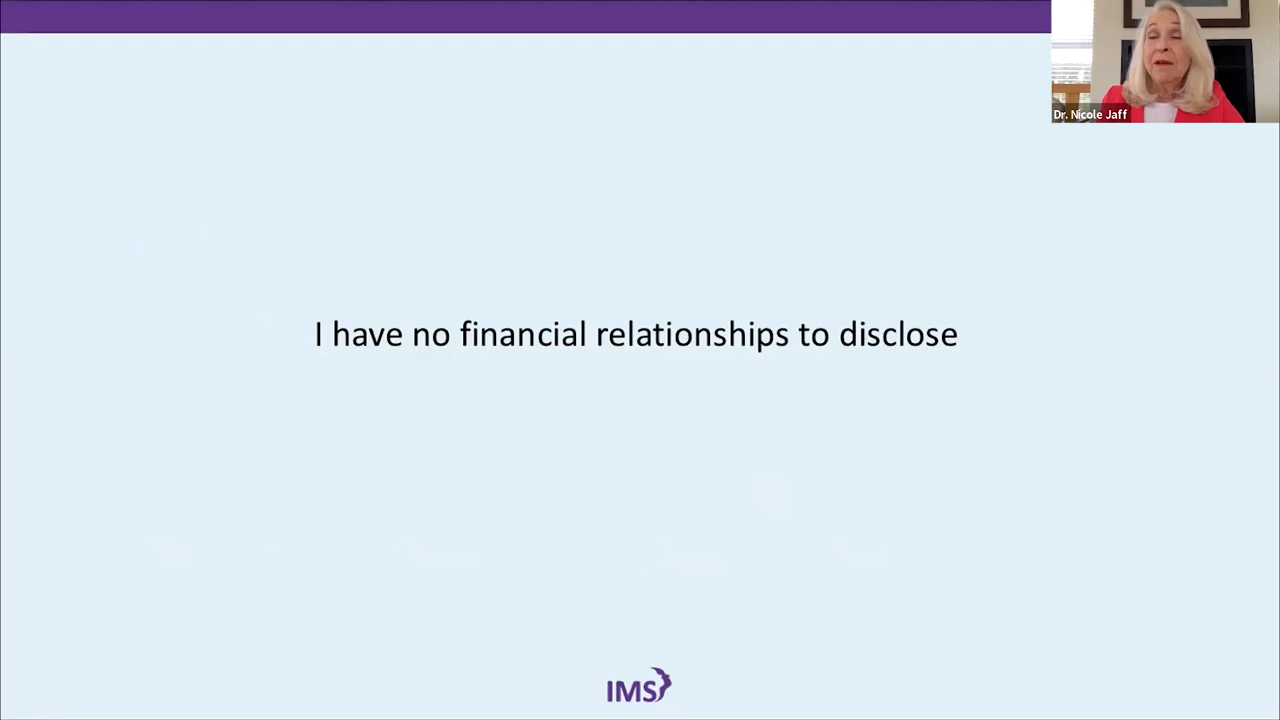 Dr. Nicole Jaff
I have no financial relationships to disclose
IMS